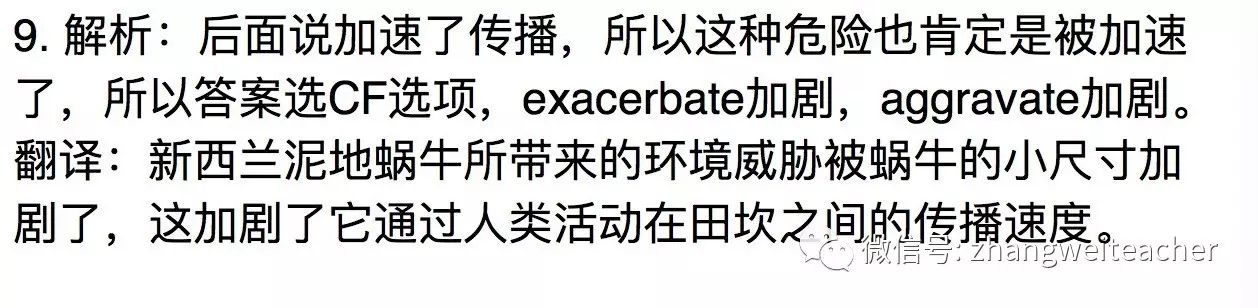 9. 解析：后面说加速了传播，所以这种危险也肯定是被加速
了，所以答案选CF选项，exacerbate加剧，aggravate加剧。
翻译：新西兰泥地蜗牛所带来的环境威胁被蜗牛的小尺寸加
剧了，这加剧了它通过人类活动在田坎之间的传播速度。
微信号: zhangweiteacher